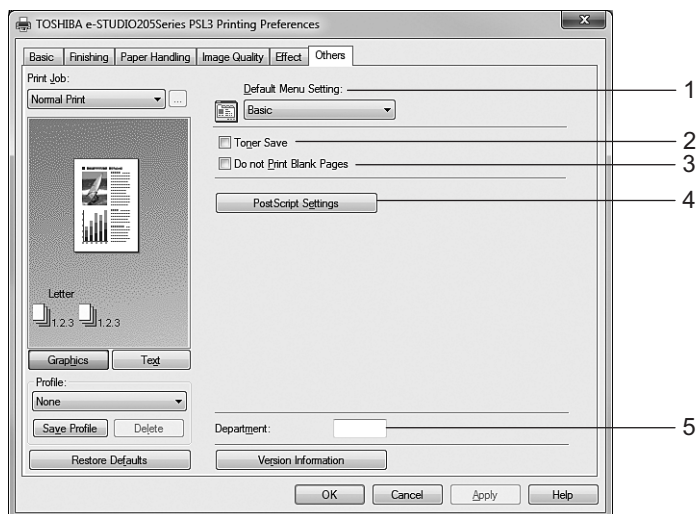 TOSHIBA e-STUDIO205Series PSL3 Printing Preferences
Basic Finishing Paper Handling Image Quality Effect Others
Print Job:
Normal Print
...
Default Menu Setting:
Basic
1
Toner Save
2
Do not Print Blank Pages
3
PostScript Settings
4
Letter
1.2.3 1.2.3
Graphics Text
Profile:
None
Save Profile Delete
Restore Defaults
Department:
5
Version Information
OK Cancel Apply Help